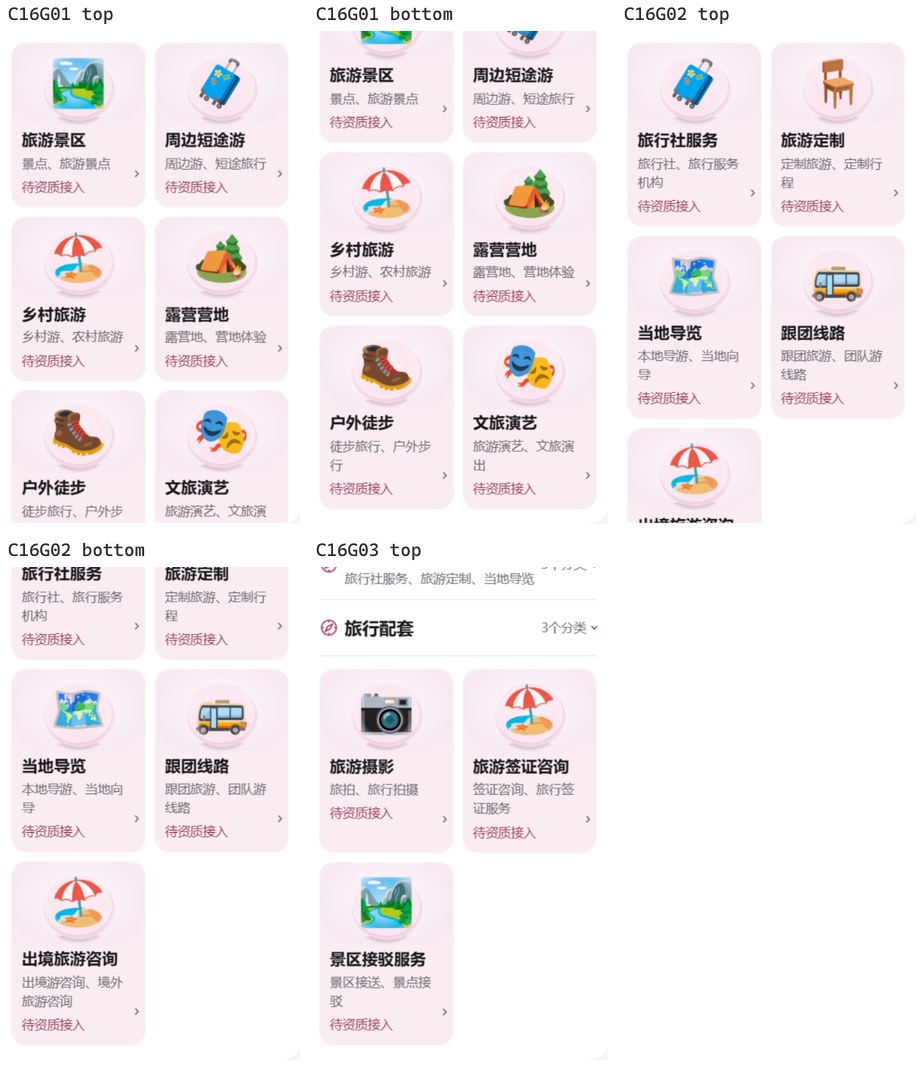 C16G01 top
旅游景区
景点、旅游景点
待资质接入
周边短途游
周边游、短途旅行
待资质接入
乡村旅游
乡村游、农村旅游
待资质接入
露营营地
露营地、营地体验
待资质接入
户外徒步
徒步旅行、户外步
文旅演艺
旅游演艺、文旅演
C16G01 bottom
旅游景区
景点、旅游景点
待资质接入
周边短途游
周边游、短途旅行
待资质接入
乡村旅游
乡村游、农村旅游
待资质接入
露营营地
露营地、营地体验
待资质接入
户外徒步
徒步旅行、户外步
行
待资质接入
文旅演艺
旅游演艺、文旅演
出
待资质接入
C16G02 top
旅行社服务
旅行社、旅行服务
机构
待资质接入
旅游定制
定制旅游、定制行
程
待资质接入
当地导览
本地导游、当地向
导
待资质接入
跟团线路
跟团旅游、团队游
线路
待资质接入
出境旅游咨询
C16G02 bottom
旅行社服务
旅行社、旅行服务
机构
待资质接入
旅游定制
定制旅游、定制行
程
待资质接入
当地导览
本地导游、当地向
导
待资质接入
跟团线路
跟团旅游、团队游
线路
待资质接入
出境旅游咨询
出境游咨询、境外
旅游咨询
待资质接入
C16G03 top
5个分类
旅行社服务、旅游定制、当地导览
旅行配套
3个分类
旅游摄影
旅拍、旅行拍摄
待资质接入
旅游签证咨询
签证咨询、旅行签
证服务
待资质接入
景区接驳服务
景区接送、景点接
驳
待资质接入